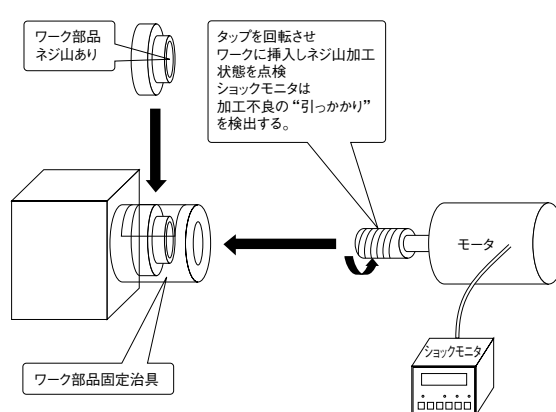 ワーク部品
ネジ山あり
タップを回転させ
ワークに挿入しネジ山加工
状態を点検
ショックモニタは
加工不良の“引っかかり”
を検出する。
モータ
ショックモニタ
ワーク部品固定治具